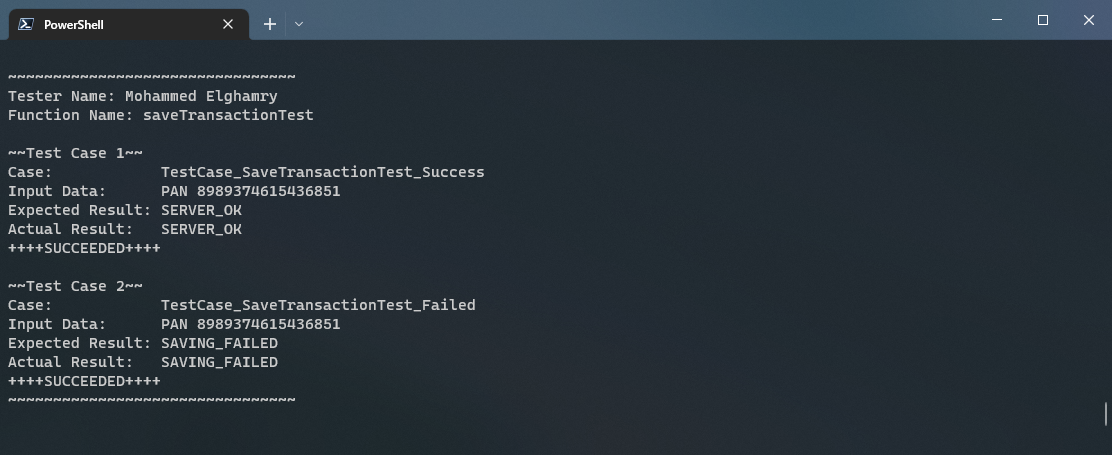 PowerShell
~~~~~~~~~~~~~~~~~~~~~~~~~~~~~~~~
Tester Name: Mohammed Elghamry
Function Name: saveTransactionTest
~~Test Case 1~~
Case:            TestCase_SaveTransactionTest_Success
Input Data:      PAN 8989374615436851
Expected Result: SERVER_OK
Actual Result:   SERVER_OK
++++SUCCEEDED++++
~~Test Case 2~~
Case:            TestCase_SaveTransactionTest_Failed
Input Data:      PAN 8989374615436851
Expected Result: SAVING_FAILED
Actual Result:   SAVING_FAILED
++++SUCCEEDED++++
~~~~~~~~~~~~~~~~~~~~~~~~~~~~~~~~